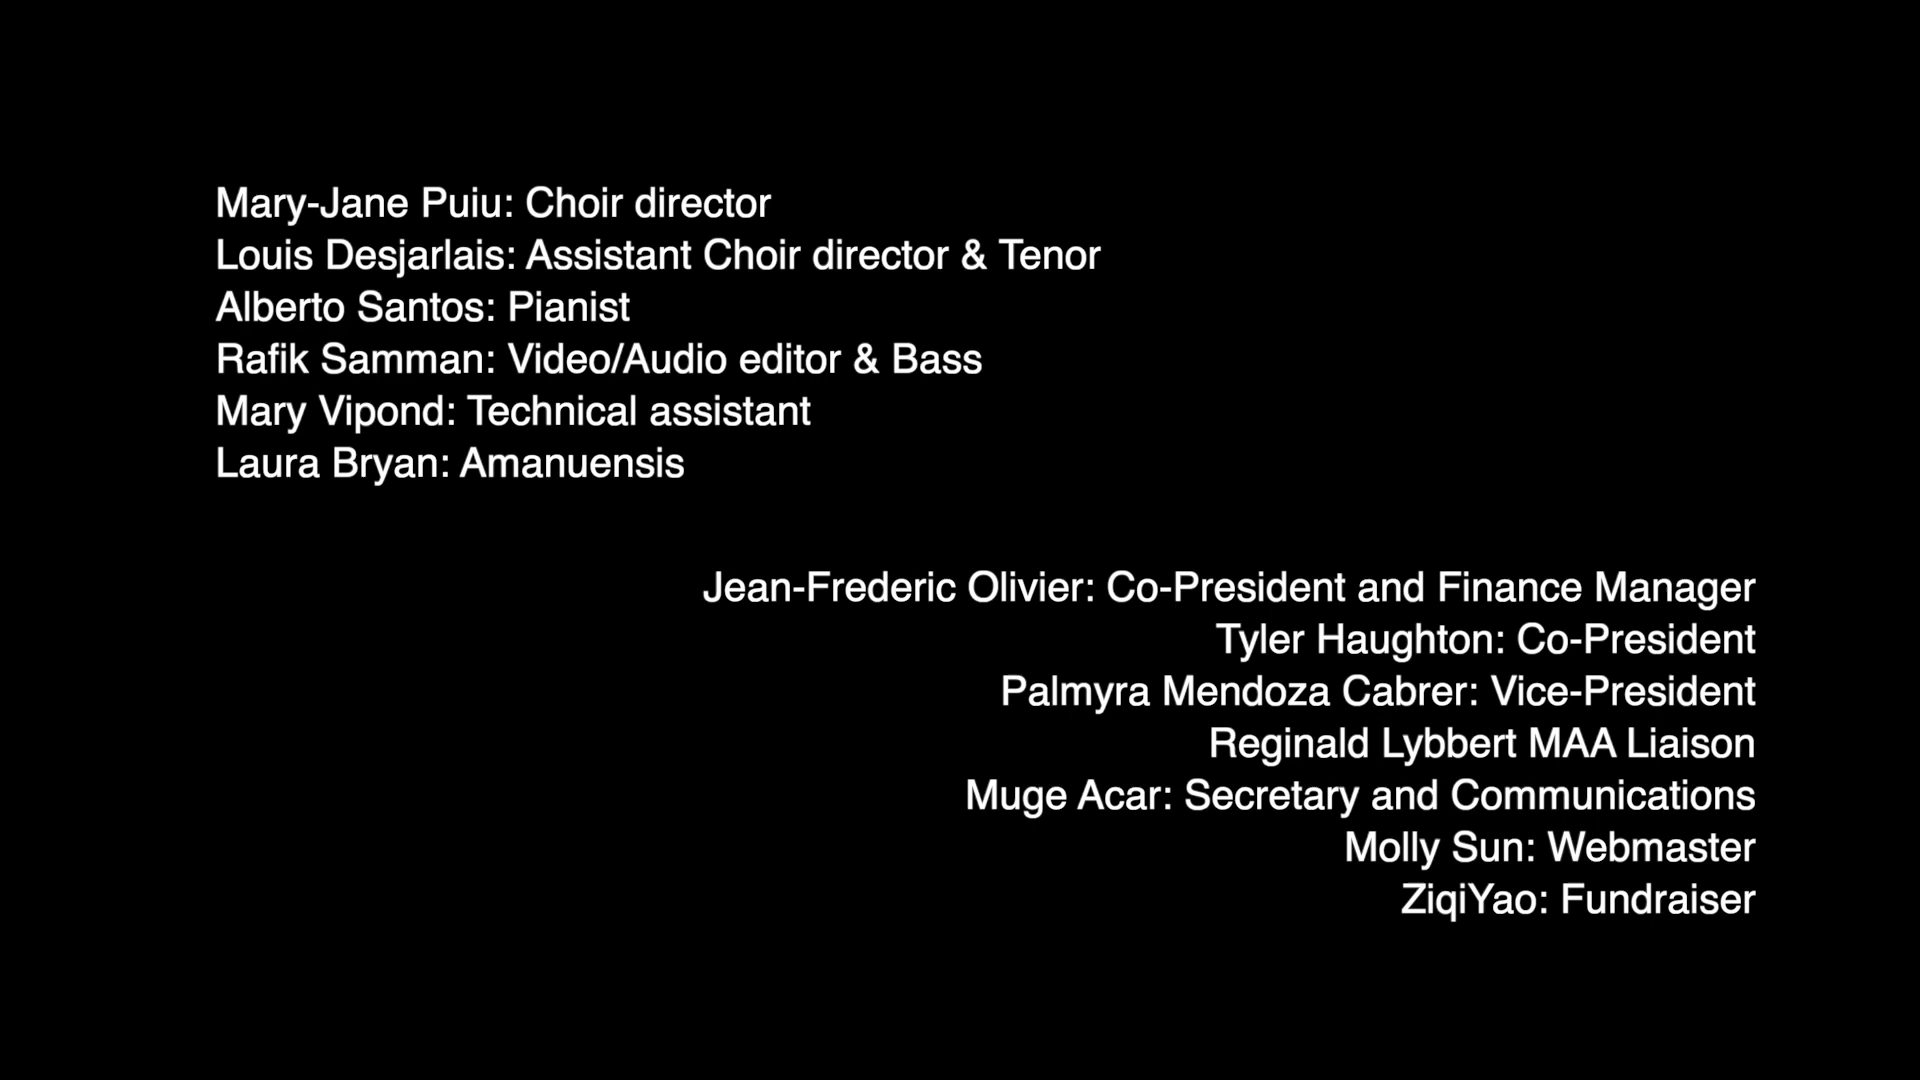 Mary-Jane Puiu: Choir director
Louis Desjarlais: Assistant Choir director & Tenor
Alberto Santos: Pianist
Rafik Samman: Video/Audio editor & Bass
Mary Vipond: Technical assistant
Laura Bryan: Amanuensis
Jean-Frederic Olivier: Co-President and Finance Manager
Tyler Haughton: Co-President
Palmyra Mendoza Cabrer: Vice-President
Reginald Lybbert MAA Liaison
Muge Acar: Secretary and Communications
Molly Sun: Webmaster
ZiqiYao: Fundraiser